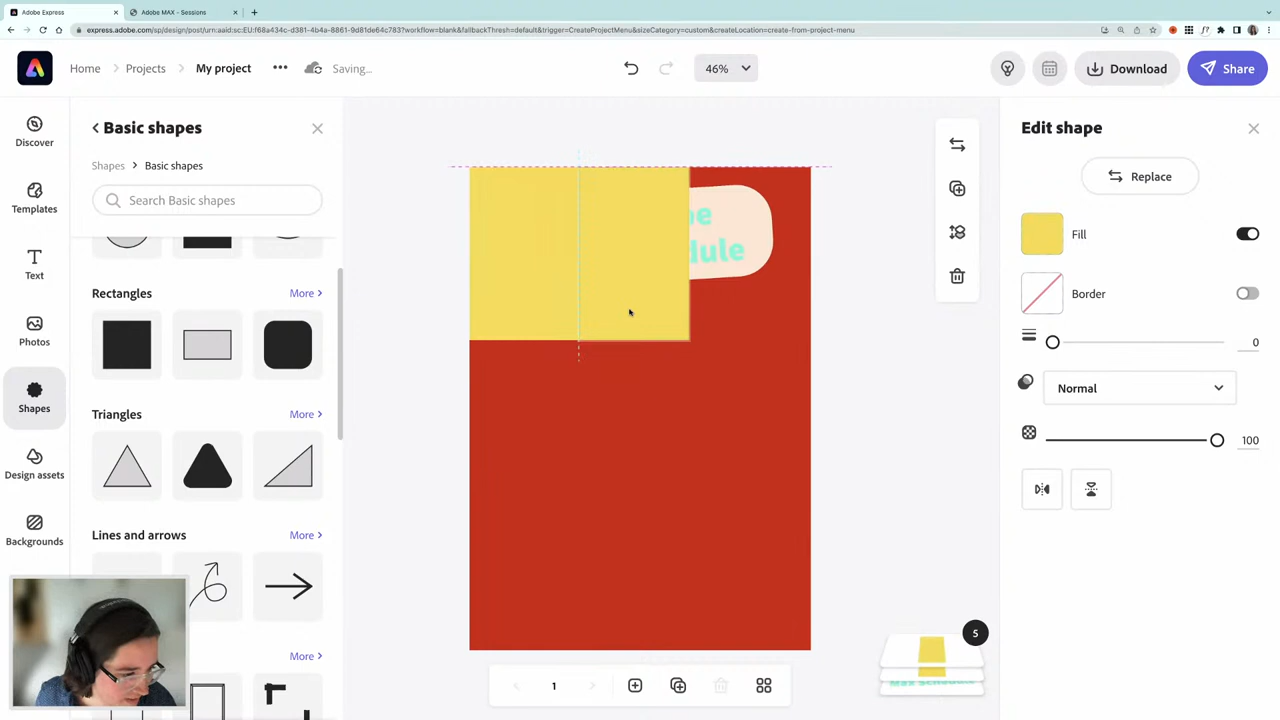 Adobe Express
Adobe MAX - Sessions
express.adobe.com/sp/design/post/urn:aaid:sc:EU:f68a434c-d381-4b4a-8861-9d81de64c783?workflow=blank&fallbackThresh=default&trigger=CreateProjectMenu&sizeCategory=custom&createLocation=create-from-project-menu
Home
Projects
My project
Saving...
46%
Download
Share
Discover
Templates
Text
Photos
Shapes
Design assets
Backgrounds
Basic shapes
Shapes
Basic shapes
Search Basic shapes
Rectangles
More
Triangles
More
Lines and arrows
More
More
be
dule
1
5
Edit shape
Replace
Fill
Border
0
Normal
100